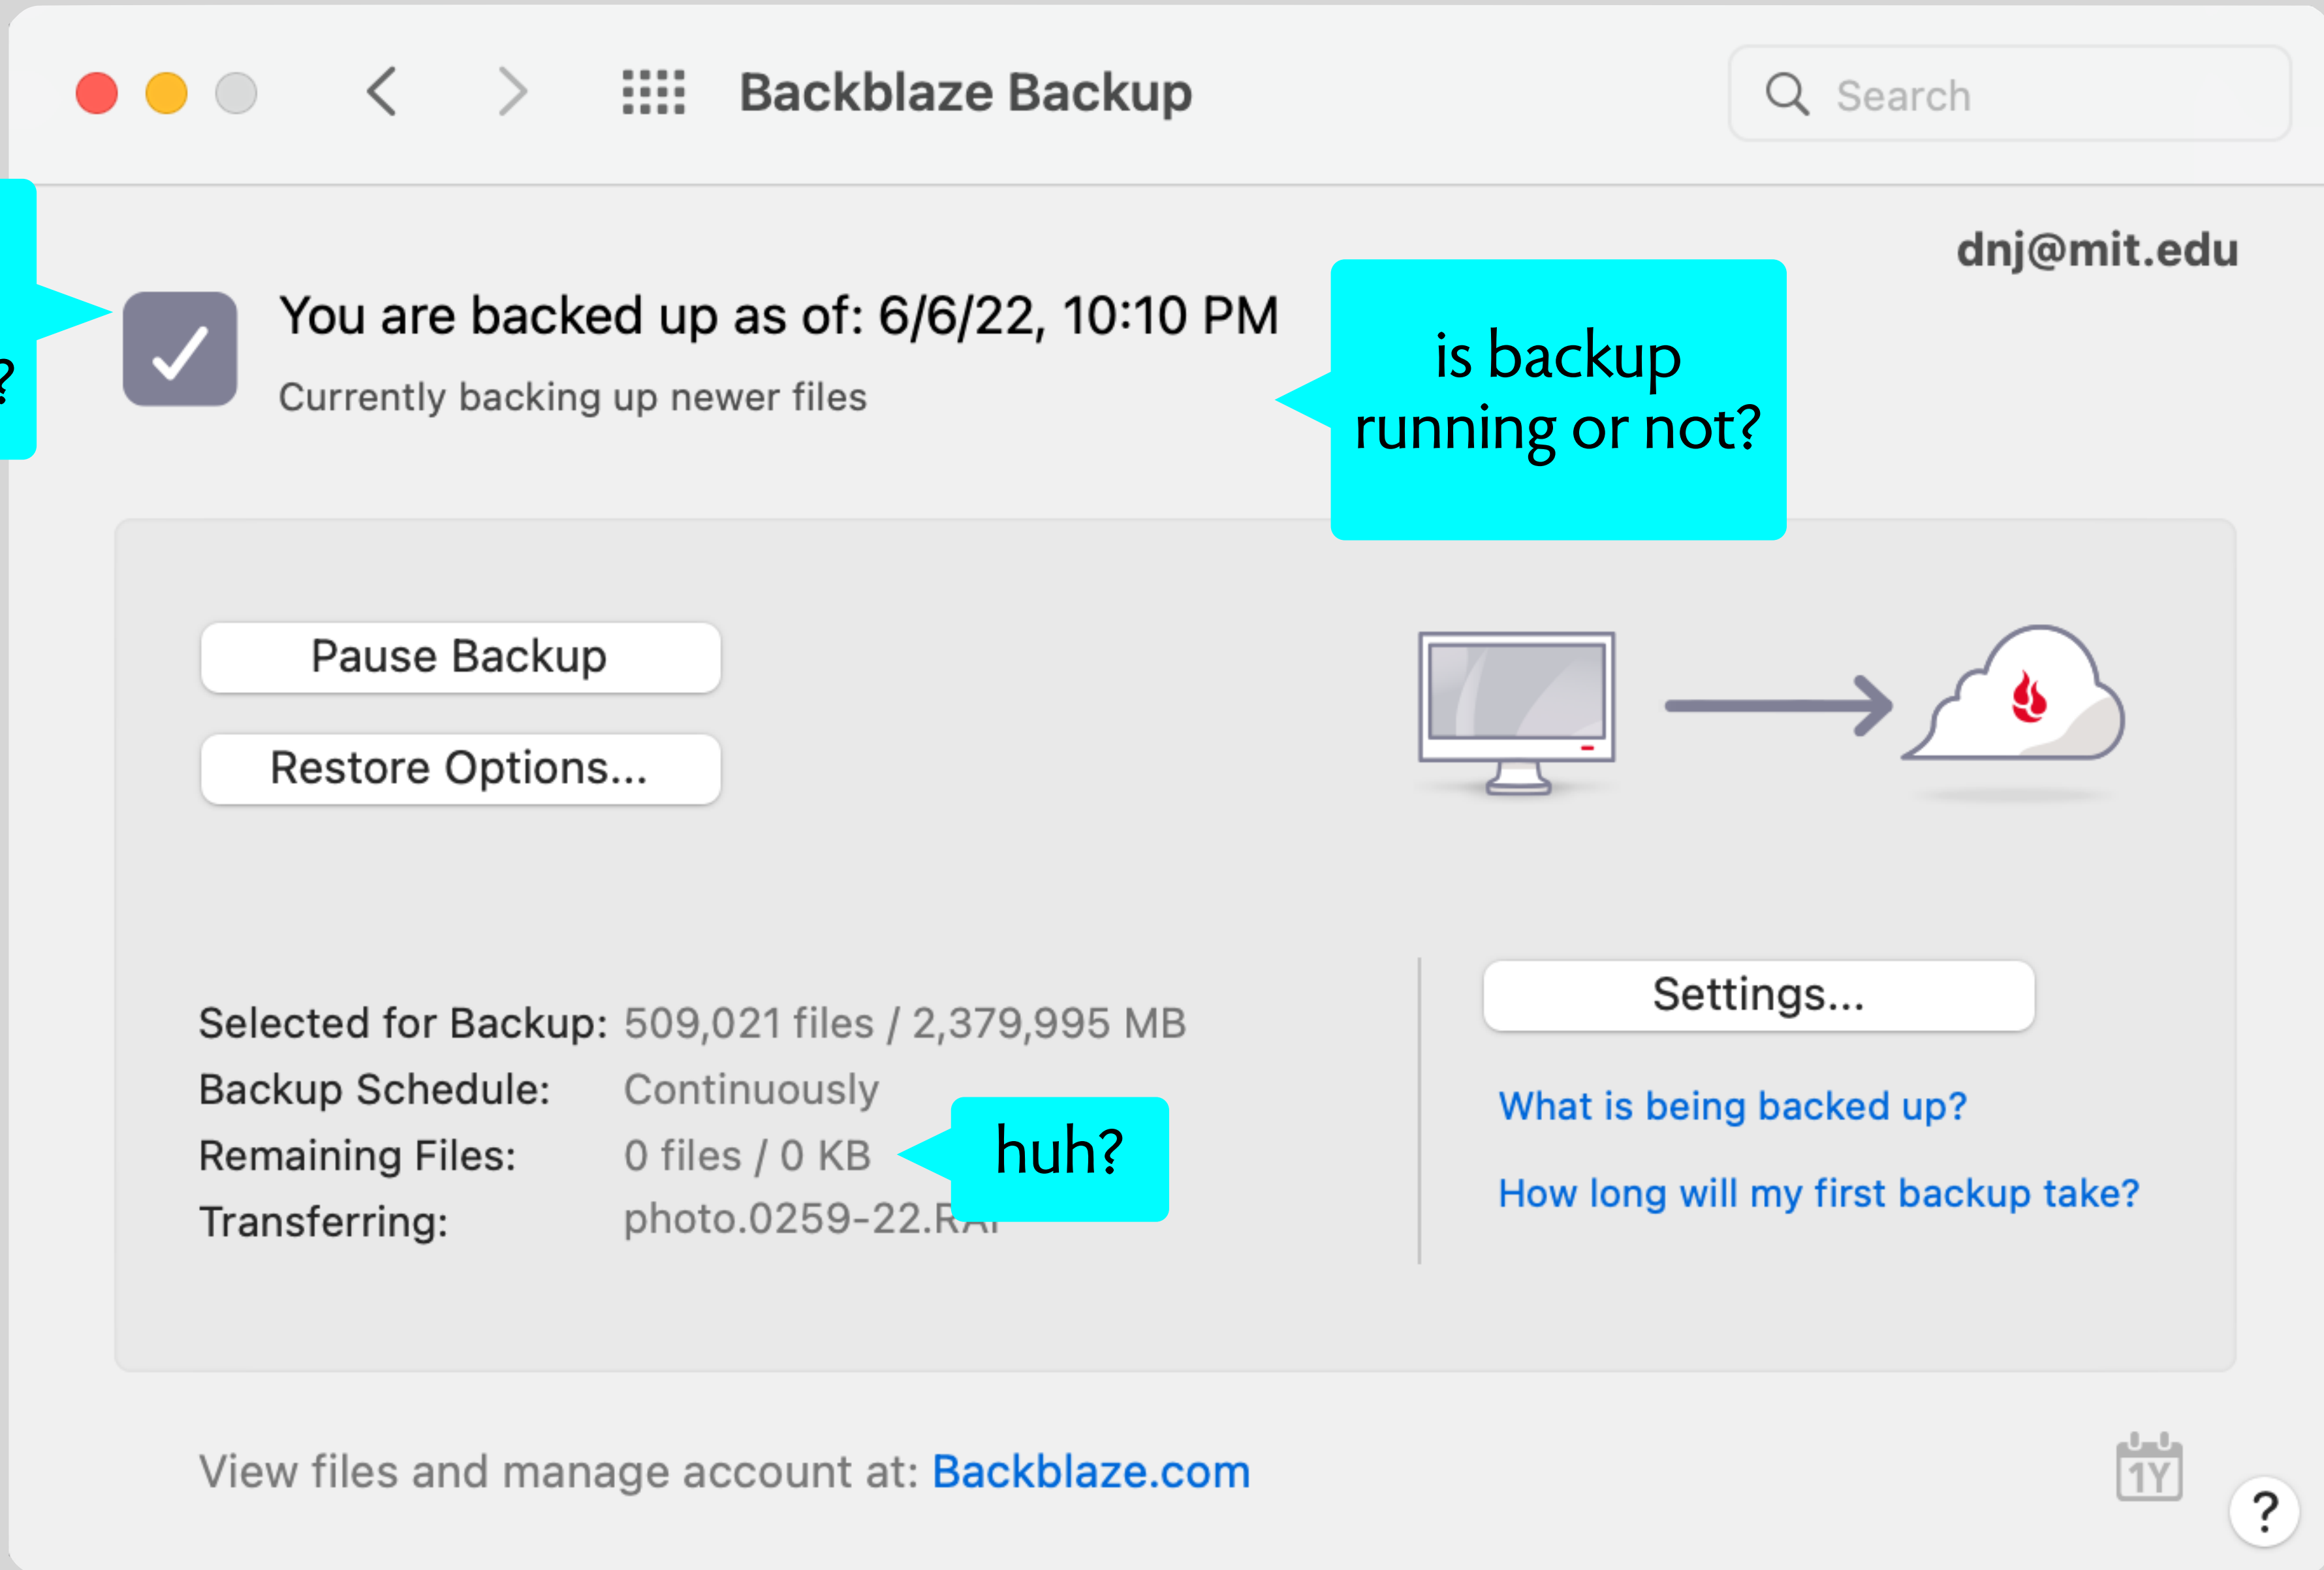 Backblaze Backup
Search
dnj@mit.edu
?
You are backed up as of: 6/6/22, 10:10 PM
Currently backing up newer files
is backup
running or not?
Pause Backup
Restore Options...
Selected for Backup: 509,021 files / 2,379,995 MB
Backup Schedule: Continuously
Remaining Files: 0 files / 0 KB
huh?
Transferring:
Settings...
What is being backed up?
How long will my first backup take?
View files and manage account at: Backblaze.com
1Y
?